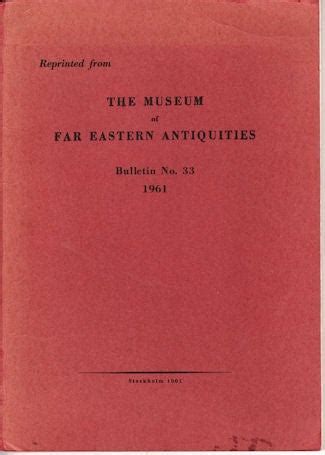 Reprinted from
THE MUSEUM
of
FAR EASTERN ANTIQUITIES
Bulletin No. 33
1961
Stockholm 1961